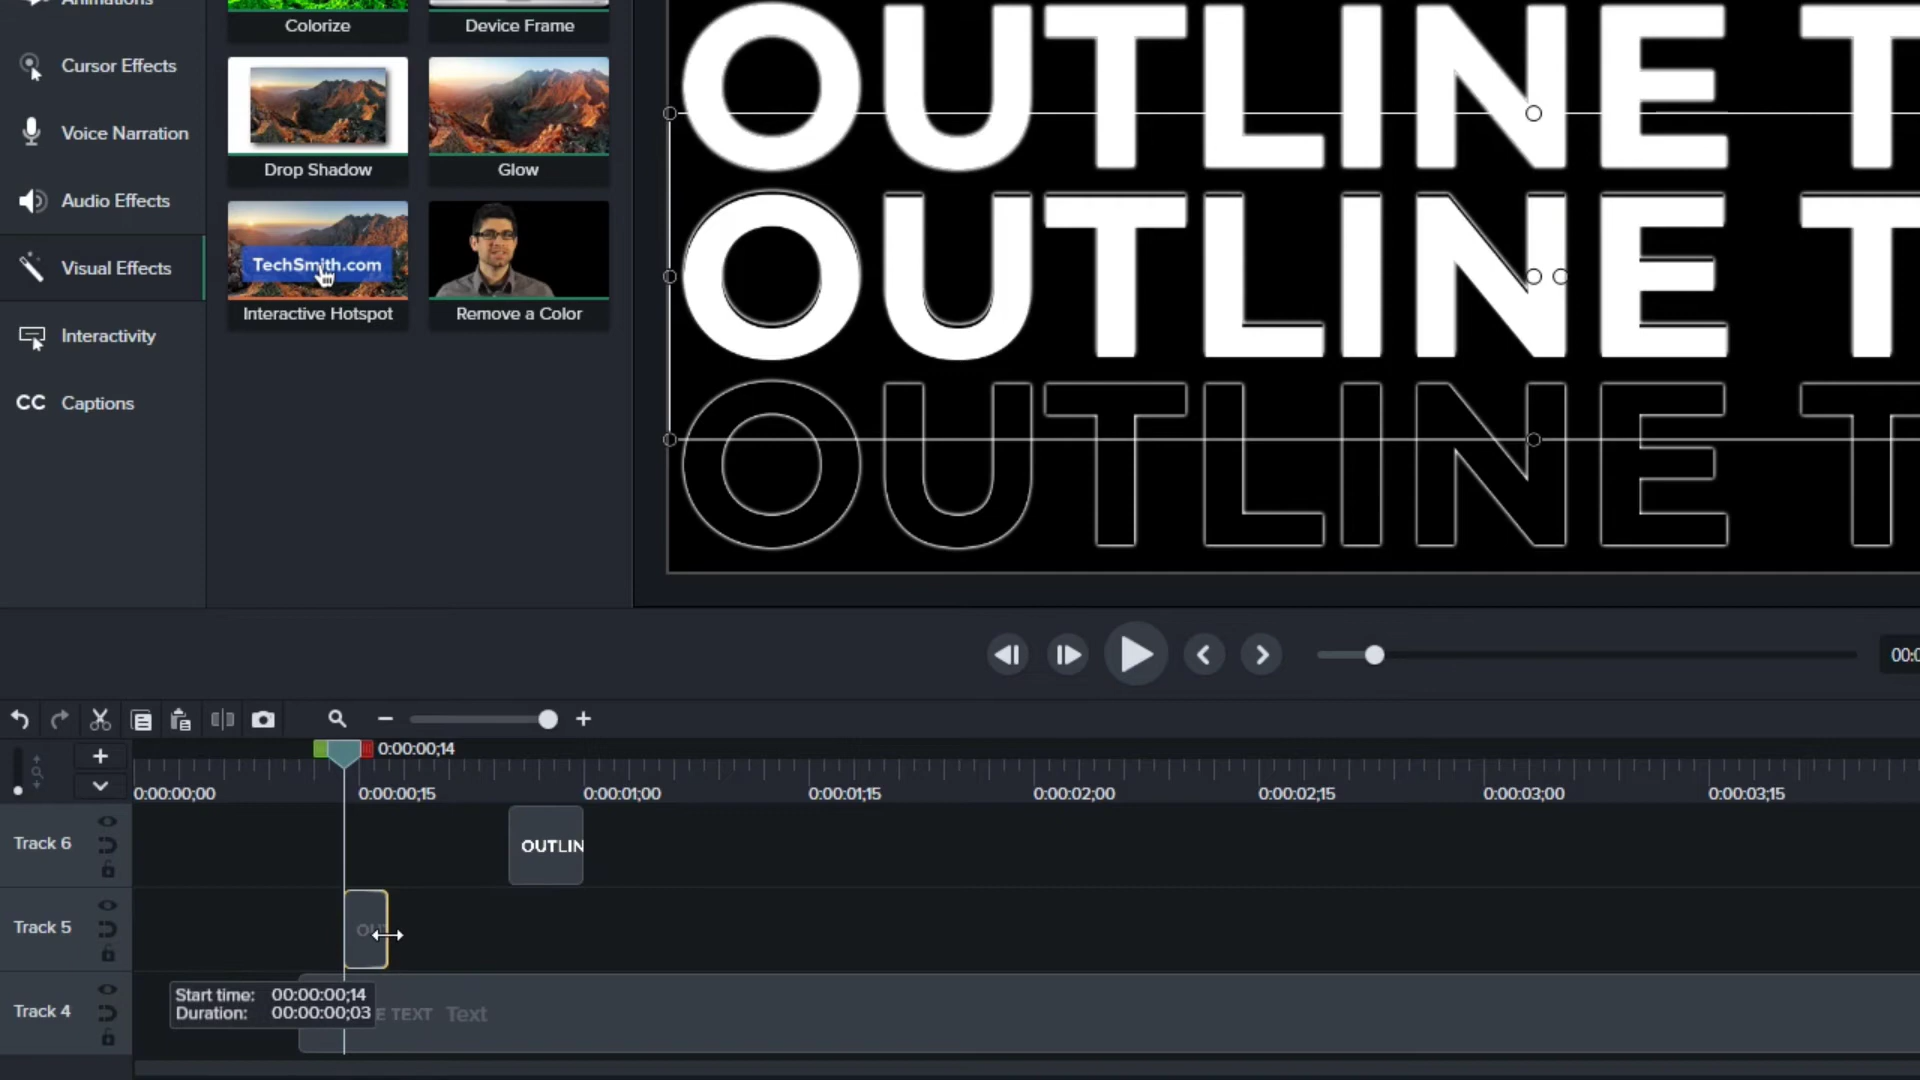 Animations
Colorize
Device Frame
OUTLINE T
Cursor Effects
Voice Narration
Drop Shadow
Glow
Audio Effects
OUTLINE T
Visual Effects
TechSmith.com
Interactive Hotspot
Remove a Color
Interactivity
CC Captions
OUTLINE T
00:0
0:00:00;14
0:00:00;00
0:00:00;15
0:00:01;00
0:00:01;15
0:00:02;00
0:00:02;15
0:00:03;00
0:00:03;15
Track 6
OUTLIN
Track 5
OU
Start time: 00:00:00;14
Duration: 00:00:00;03
Track 4
E TEXT Text